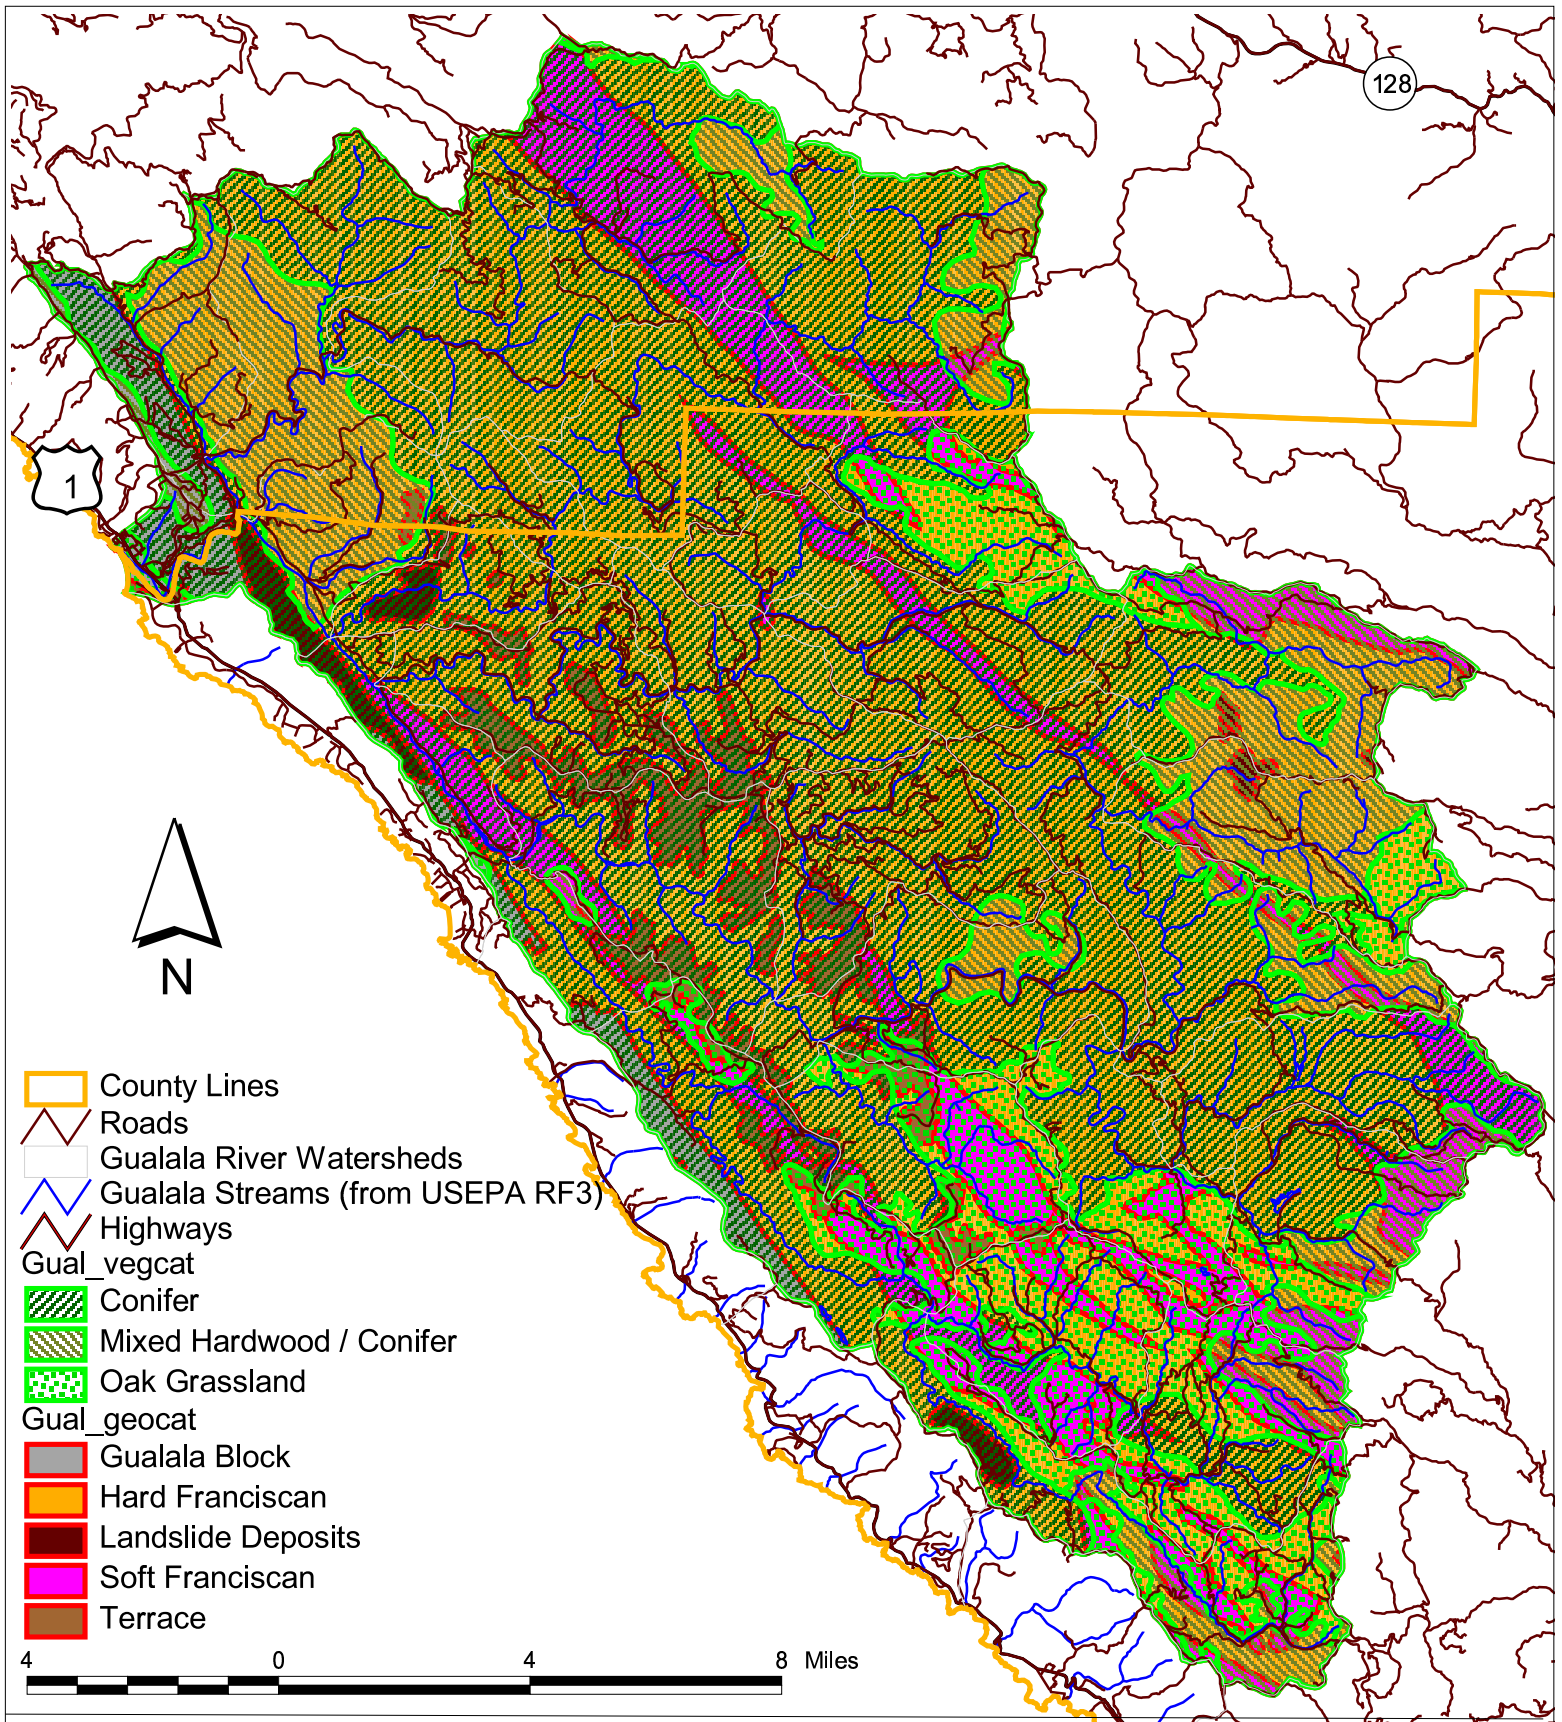 128
1
N
County Lines
Roads
Gualala River Watersheds
Gualala Streams (from USEPA RF3)
Highways
Gual_vegcat
Conifer
Mixed Hardwood / Conifer
Oak Grassland
Gual_geocat
Gualala Block
Hard Franciscan
Landslide Deposits
Soft Franciscan
Terrace
4 0 4 8 Miles